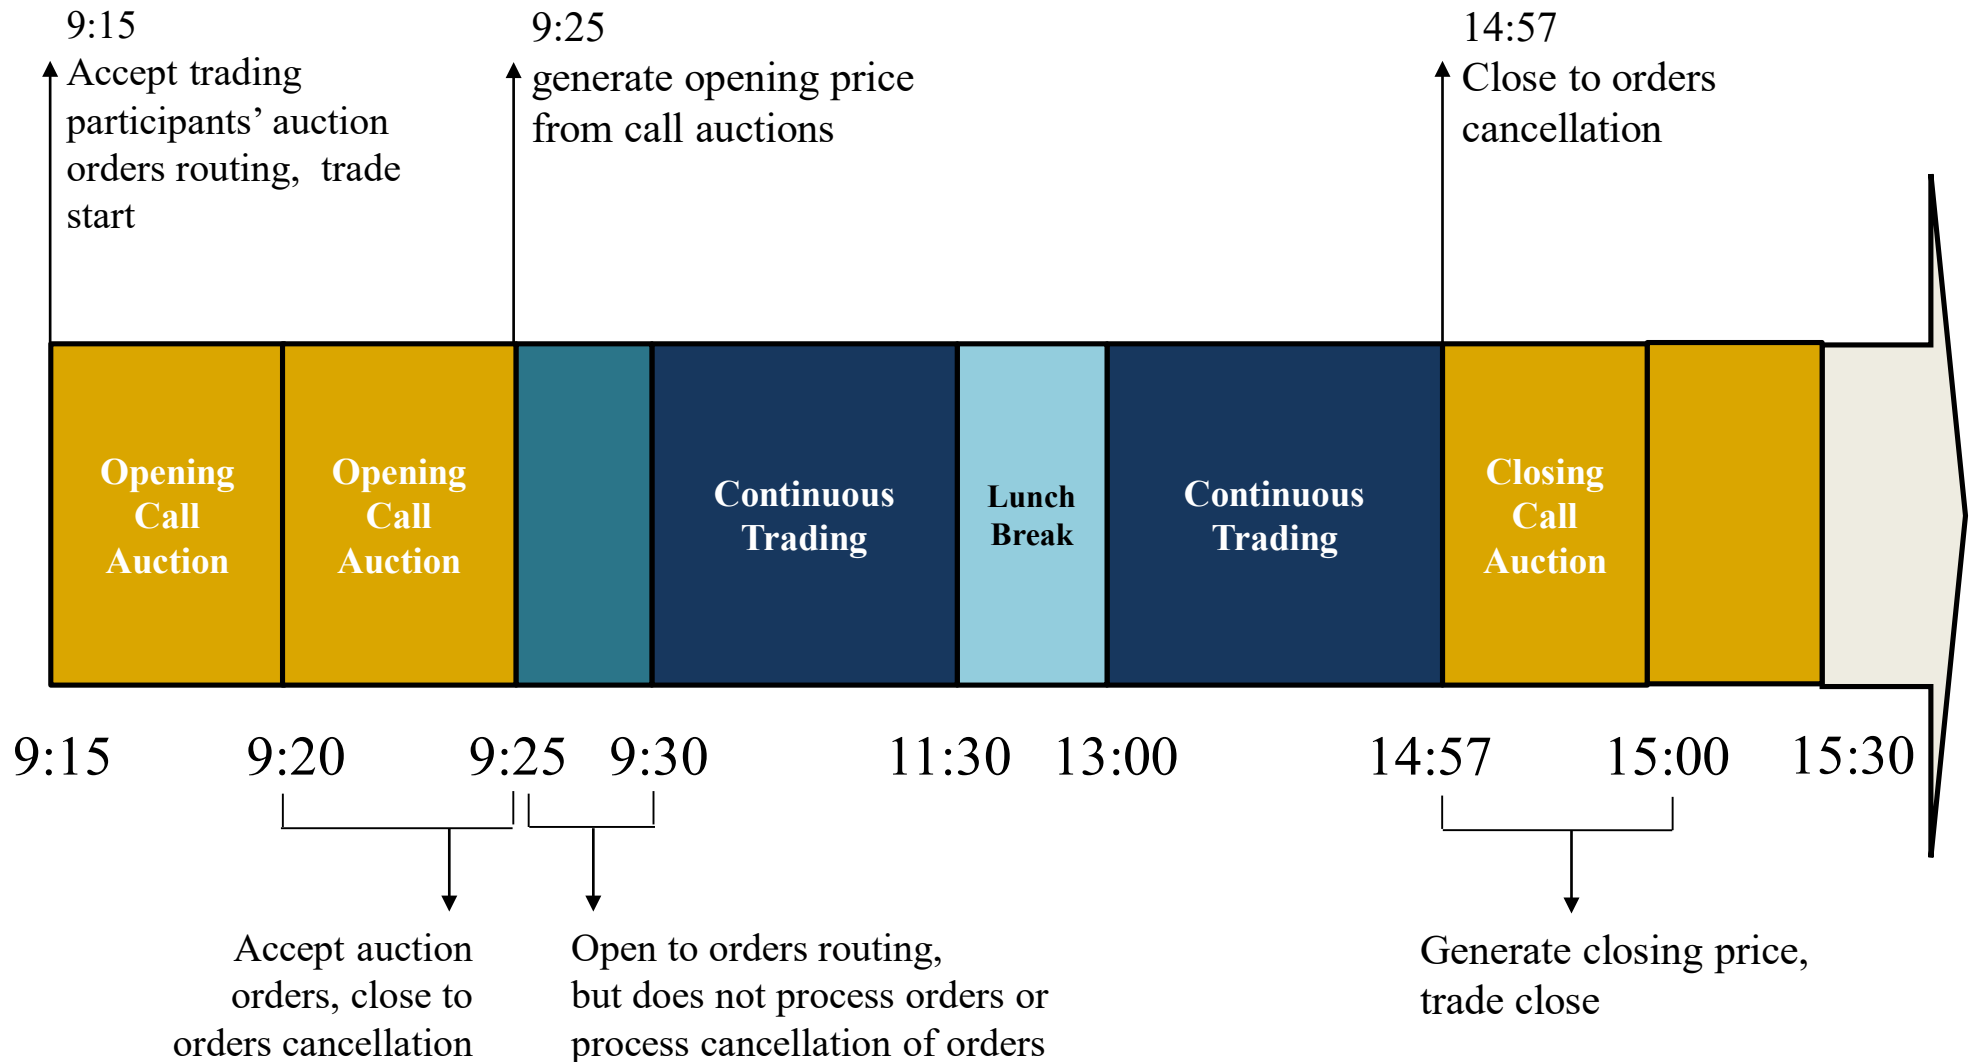 9:15
Accept trading
participants’ auction
orders routing,  trade
start
9:25
generate opening price
from call auctions
14:57
Close to orders
cancellation
Opening
Call
Auction
Opening
Call
Auction
Continuous
Trading
Lunch
Break
Continuous
Trading
Closing
Call
Auction
9:15
9:20
9:25
9:30
11:30
13:00
14:57
15:00
15:30
Accept auction
orders, close to
orders cancellation
Open to orders routing,
but does not process orders or
process cancellation of orders
Generate closing price,
trade close